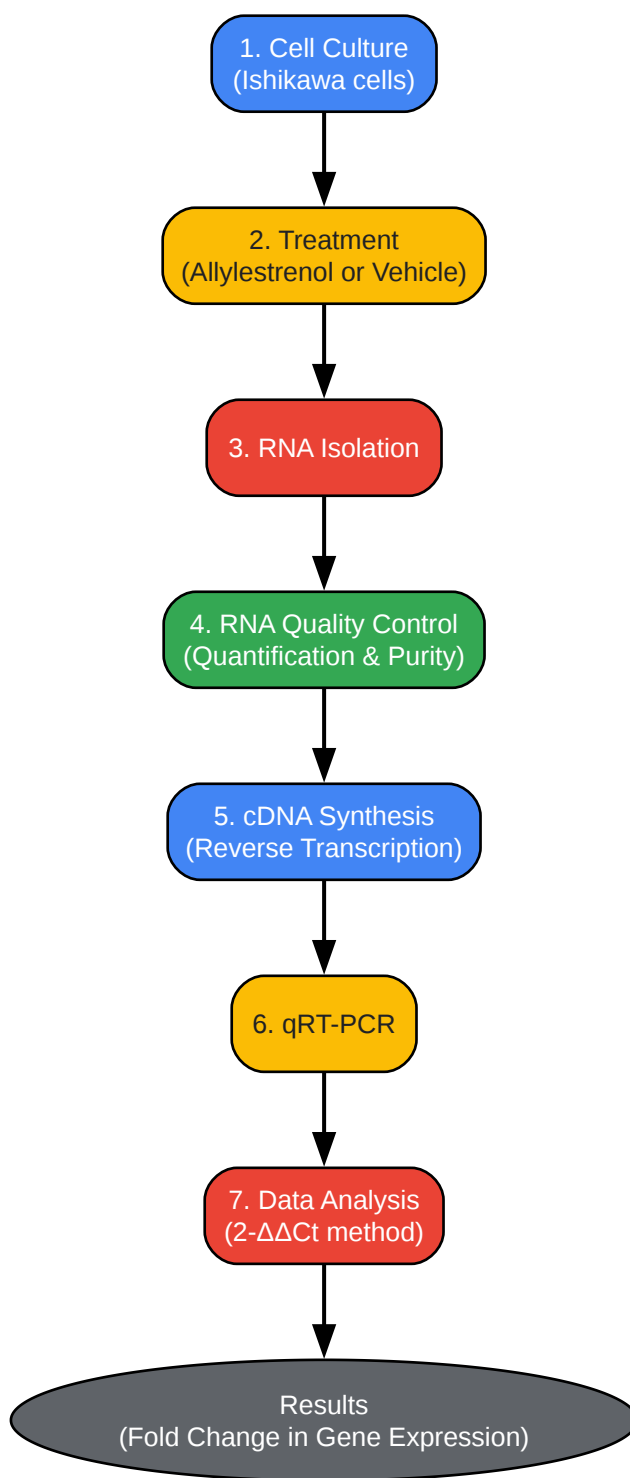 1. Cell Culture
(Ishikawa cells)
2. Treatment
(Allylestrenol or Vehicle)
3. RNA Isolation
4. RNA Quality Control
(Quantification & Purity)
5. cDNA Synthesis
(Reverse Transcription)
6. qRT-PCR
7. Data Analysis
(2-ΔΔCt method)
Results
(Fold Change in Gene Expression)